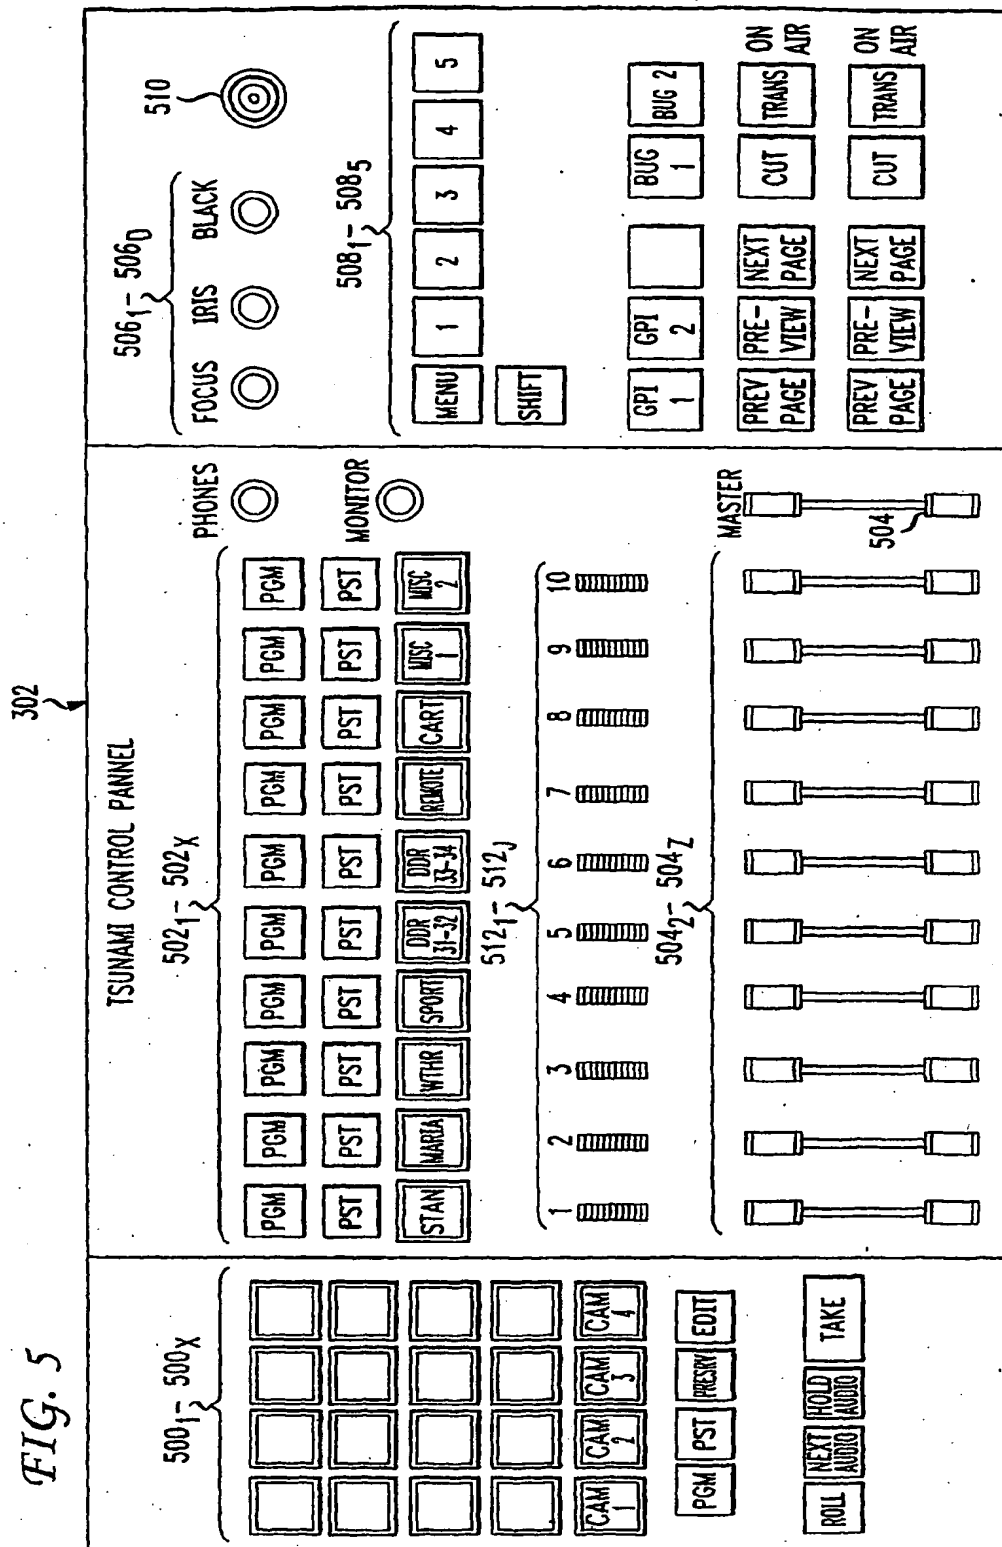 FIG. 5
302
TSUNAMI CONTROL PANNEL
500₁– 500ₓ
CAM 1
CAM 2
CAM 3
CAM 4
PGM PST PRESRV EDIT
ROLL
NEXT AUDIO
HOLD AUDIO
TAKE
502₁– 502ₓ
PGM PGM PGM PGM PGM PGM PGM PGM PGM PGM
PST PST PST PST PST PST PST PST PST PST
STAN MARIA WTHR SPORT DDR 31-32 DDR 33-34 REMOTE CART MISC 1 MISC 2
PHONES
MONITOR
512₁– 512J
1 2 3 4 5 6 7 8 9 10
504₂– 504Z
MASTER
504
506₁– 506D
510
FOCUS IRIS BLACK
508₁– 508₅
MENU 1 2 3 4 5
SHIFT
GPI 1
GPI 2
BUG 1
BUG 2
PREV PAGE
PRE-VIEW
NEXT PAGE
CUT
TRANS
ON AIR
PREV PAGE
PRE-VIEW
NEXT PAGE
CUT
TRANS
ON AIR